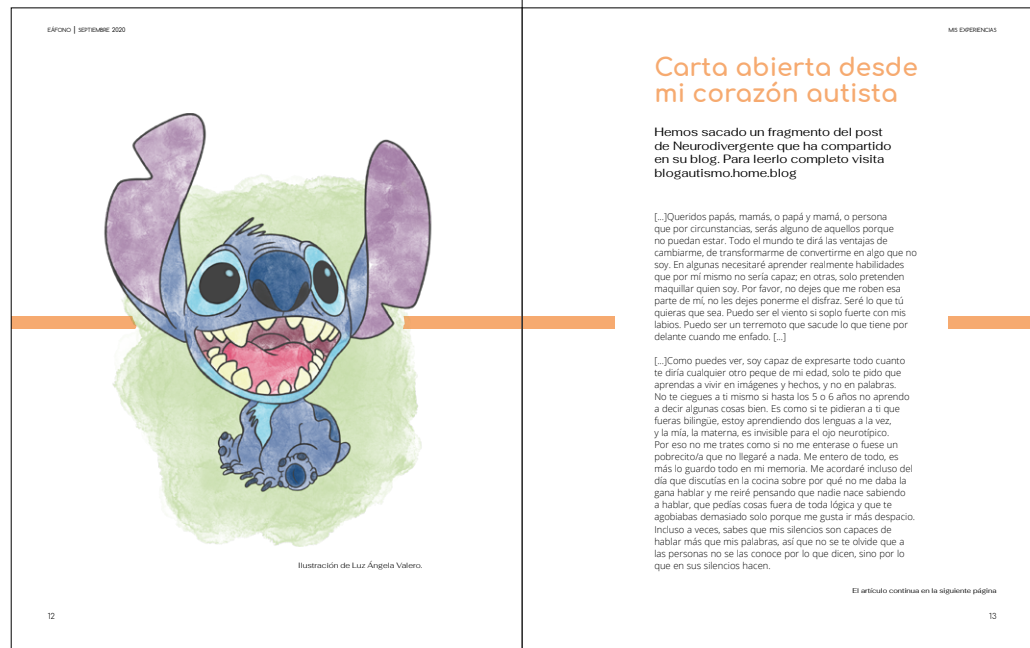 EÁFONO | SEPTIEMBRE 2020
Ilustración de Luz Ángela Valero.
12
MIS EXPERIENCIAS
Carta abierta desde
mi corazón autista
Hemos sacado un fragmento del post
de Neurodivergente que ha compartido
en su blog. Para leerlo completo visita
blogautismo.home.blog
[...]Queridos papás, mamás, o papá y mamá, o persona
que por circunstancias, serás alguno de aquellos porque
no puedan estar. Todo el mundo te dirá las ventajas de
cambiarme, de transformarme de convertirme en algo que no
soy. En algunas necesitaré aprender realmente habilidades
que por mí mismo no sería capaz; en otras, solo pretenden
maquillar quien soy. Por favor, no dejes que me roben esa
parte de mí, no les dejes ponerme el disfraz. Seré lo que tú
quieras que sea. Puedo ser el viento si soplo fuerte con mis
labios. Puedo ser un terremoto que sacude lo que tiene por
delante cuando me enfado. [...]
[...]Como puedes ver, soy capaz de expresarte todo cuanto
te diría cualquier otro peque de mi edad, solo te pido que
aprendas a vivir en imágenes y hechos, y no en palabras.
No te ciegues a ti mismo si hasta los 5 o 6 años no aprendo
a decir algunas cosas bien. Es como si te pidieran a ti que
fueras bilingüe, estoy aprendiendo dos lenguas a la vez,
y la mía, la materna, es invisible para el ojo neurotípico.
Por eso no me trates como si no me enterase o fuese un
pobrecito/a que no llegaré a nada. Me entero de todo, es
más lo guardo todo en mi memoria. Me acordaré incluso del
día que discutías en la cocina sobre por qué no me daba la
gana hablar y me reiré pensando que nadie nace sabiendo
a hablar, que pedías cosas fuera de toda lógica y que te
agobiabas demasiado solo porque me gusta ir más despacio.
Incluso a veces, sabes que mis silencios son capaces de
hablar más que mis palabras, así que no se te olvide que a
las personas no se las conoce por lo que dicen, sino por lo
que en sus silencios hacen.
El artículo continua en la siguiente página
13